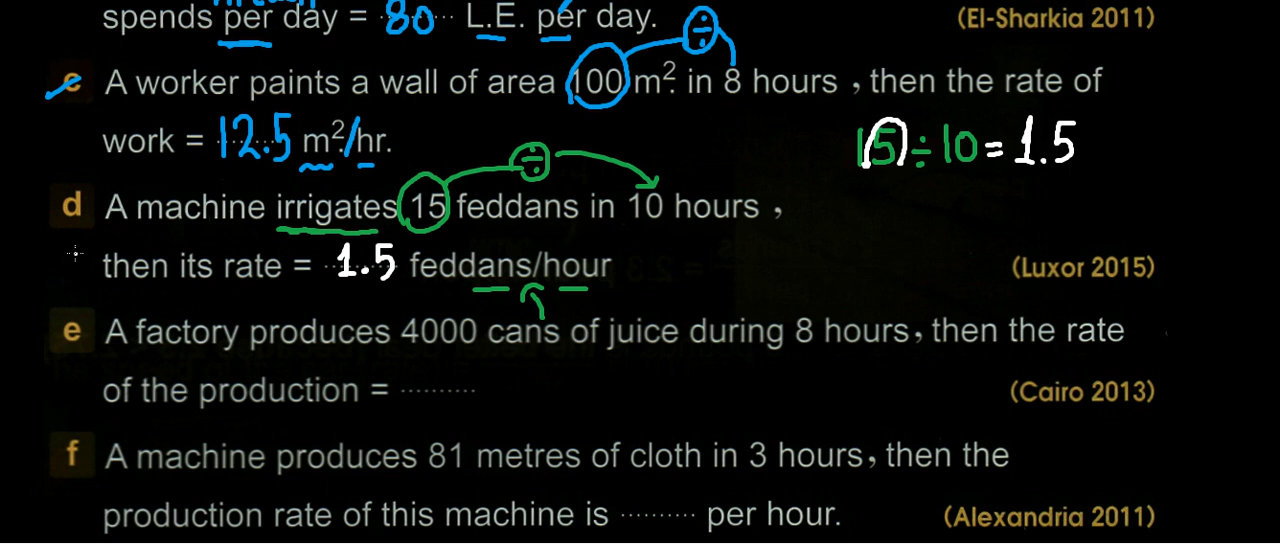 spends per day = 80 L.E. per day. (El-Sharkia 2011)
÷
c A worker paints a wall of area 100 m². in 8 hours , then the rate of
work = 12.5 m²/hr. 15 ÷ 10 = 1.5
÷
d A machine irrigates 15 feddans in 10 hours ,
then its rate = 1.5 feddans/hour (Luxor 2015)
e A factory produces 4000 cans of juice during 8 hours, then the rate
of the production = .......... (Cairo 2013)
f A machine produces 81 metres of cloth in 3 hours, then the
production rate of this machine is .......... per hour. (Alexandria 2011)